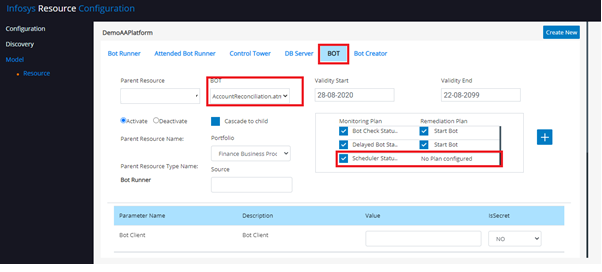 Infosys Resource Configuration
Configuration
Discovery
Model
Resource
DemoAAPlatform
Create New
Bot Runner Attended Bot Runner Control Tower DB Server BOT Bot Creator
Parent Resource BOT Validity Start Validity End
AccountReconciliation.atm 28-08-2020 22-08-2099
Activate Deactivate Cascade to child
Monitoring Plan Remediation Plan
Bot Check Statu.. Start Bot
Delayed Bot Sta.. Start Bot
Scheduler Statu.. No Plan configured
Parent Resource Name: Portfolio
Finance Business Proc
Parent Resource Type Name: Source
Bot Runner
Parameter Name Description Value IsSecret
Bot Client Bot Client NO